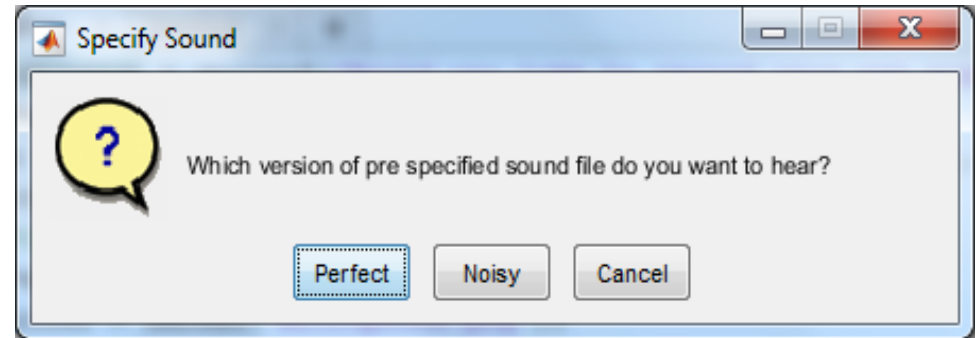 Specify Sound
?
Which version of pre specified sound file do you want to hear?
Perfect Noisy Cancel